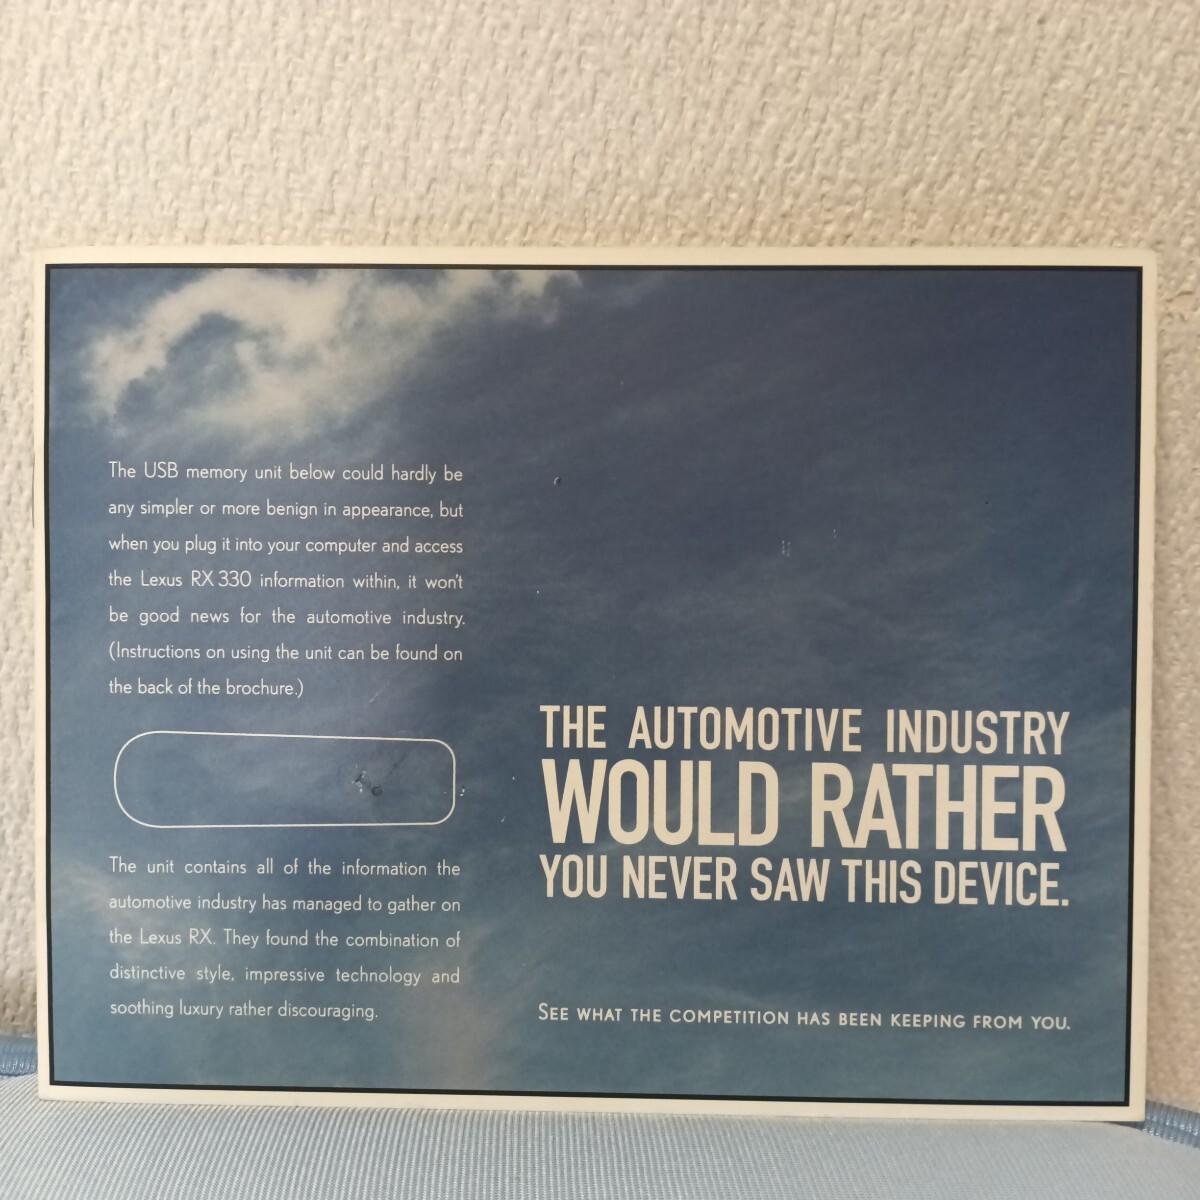 The USB memory unit below could hardly be
any simpler or more benign in appearance, but
when you plug it into your computer and access
the Lexus RX 330 information within, it won't
be good news for the automotive industry.
(Instructions on using the unit can be found on
the back of the brochure.)
The unit contains all of the information the
automotive industry has managed to gather on
the Lexus RX. They found the combination of
distinctive style, impressive technology and
soothing luxury rather discouraging.
THE AUTOMOTIVE INDUSTRY
WOULD RATHER
YOU NEVER SAW THIS DEVICE.
SEE WHAT THE COMPETITION HAS BEEN KEEPING FROM YOU.